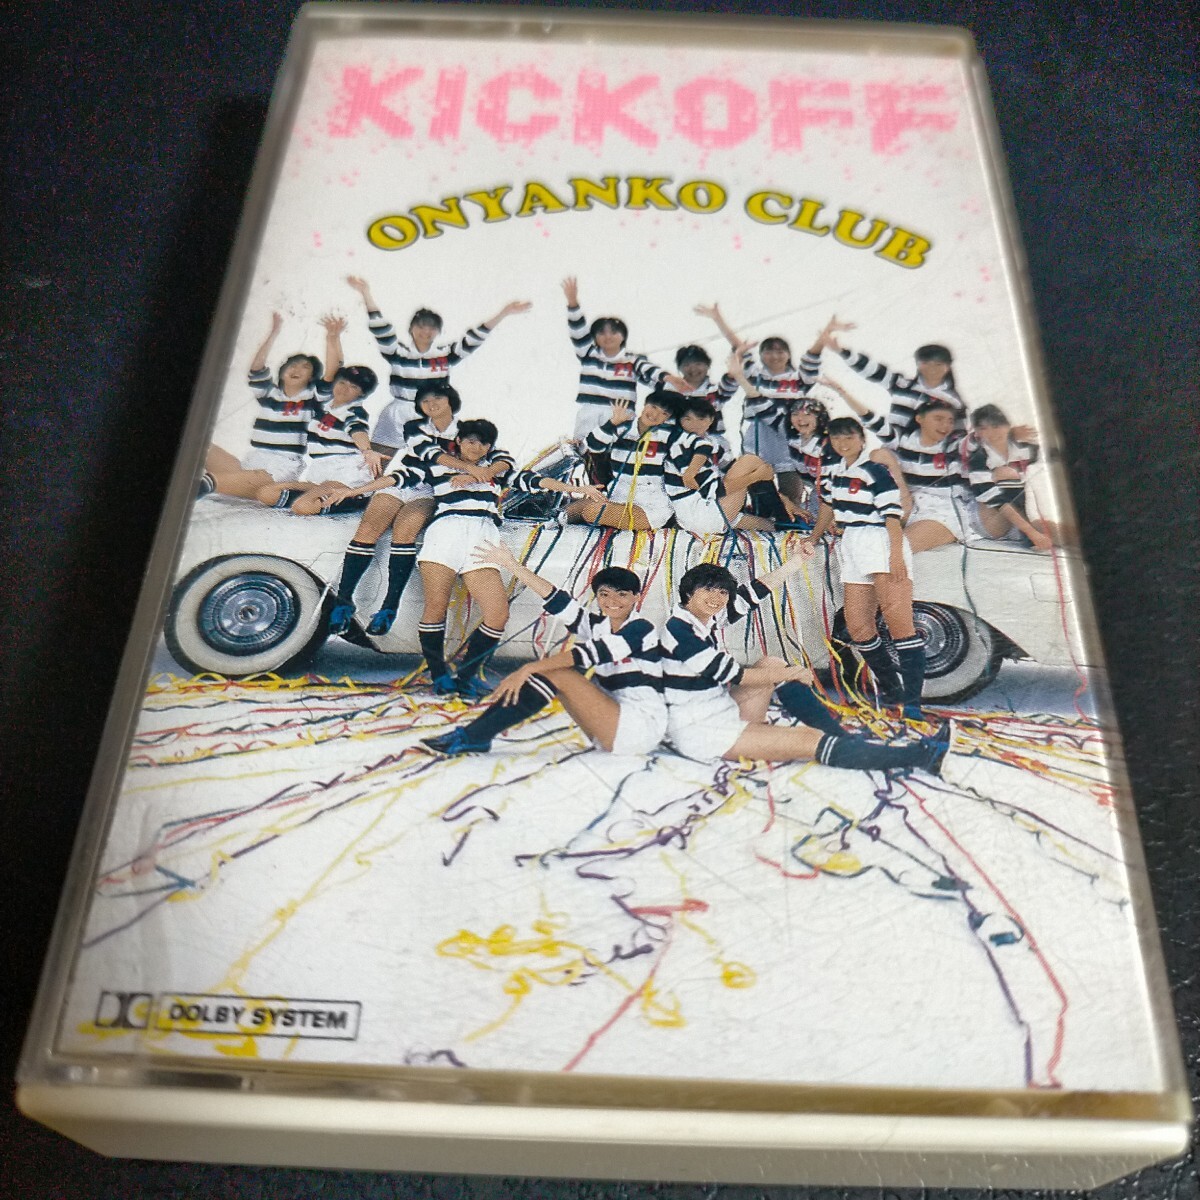 KICKOFF
ONYANKO CLUB
DOLBY SYSTEM